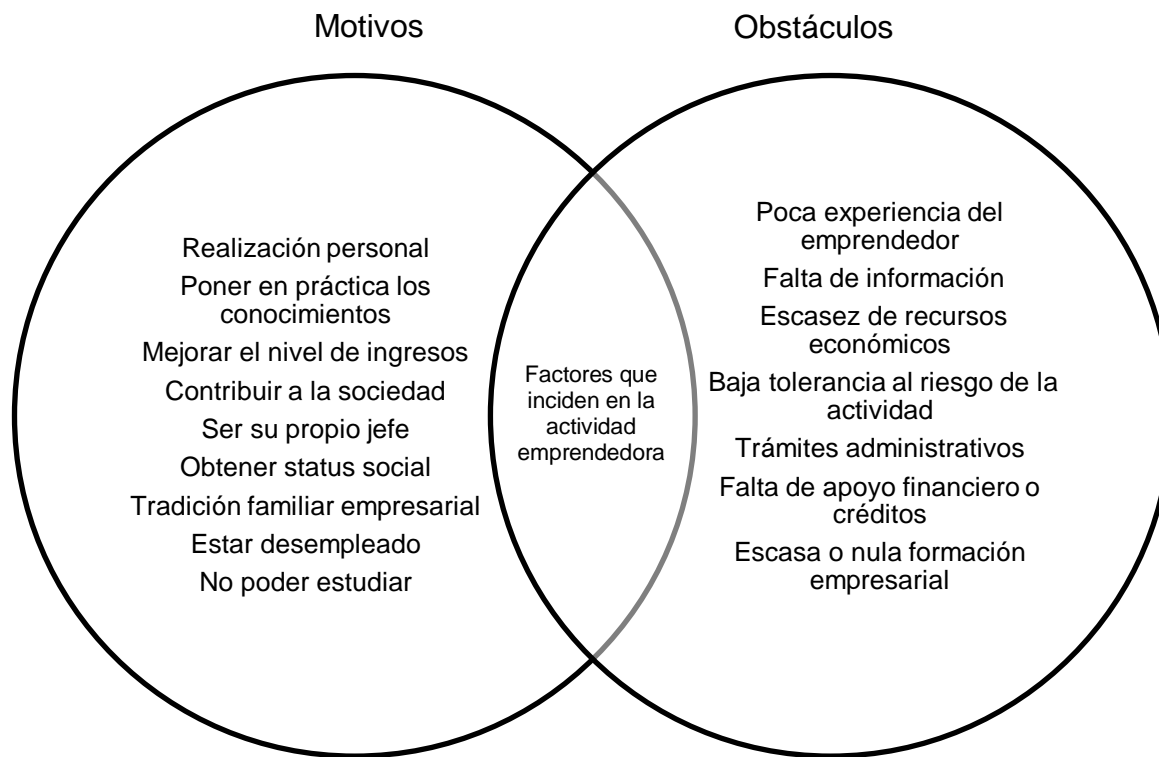 Motivos
Obstáculos
Realización personal
Poner en práctica los
conocimientos
Mejorar el nivel de ingresos
Contribuir a la sociedad
Ser su propio jefe
Obtener status social
Tradición familiar empresarial
Estar desempleado
No poder estudiar
Factores que
inciden en la
actividad
emprendedora
Poca experiencia del
emprendedor
Falta de información
Escasez de recursos
económicos
Baja tolerancia al riesgo de la
actividad
Trámites administrativos
Falta de apoyo financiero o
créditos
Escasa o nula formación
empresarial